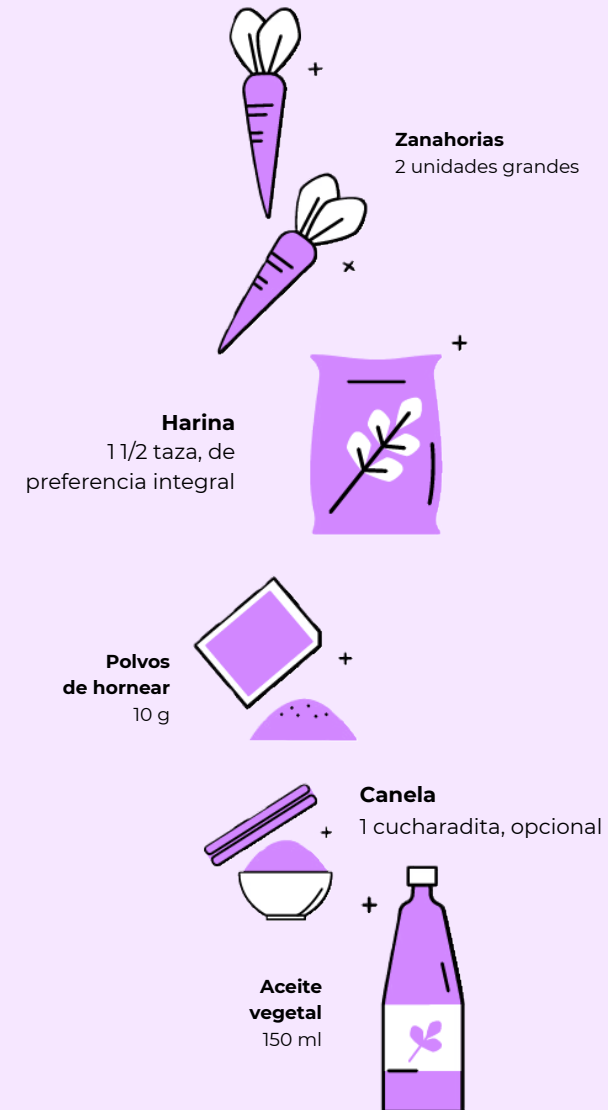 Zanahorias
2 unidades grandes
Harina
1 1/2 taza, de
preferencia integral
Polvos
de hornear
10 g
Canela
1 cucharadita, opcional
Aceite
vegetal
150 ml